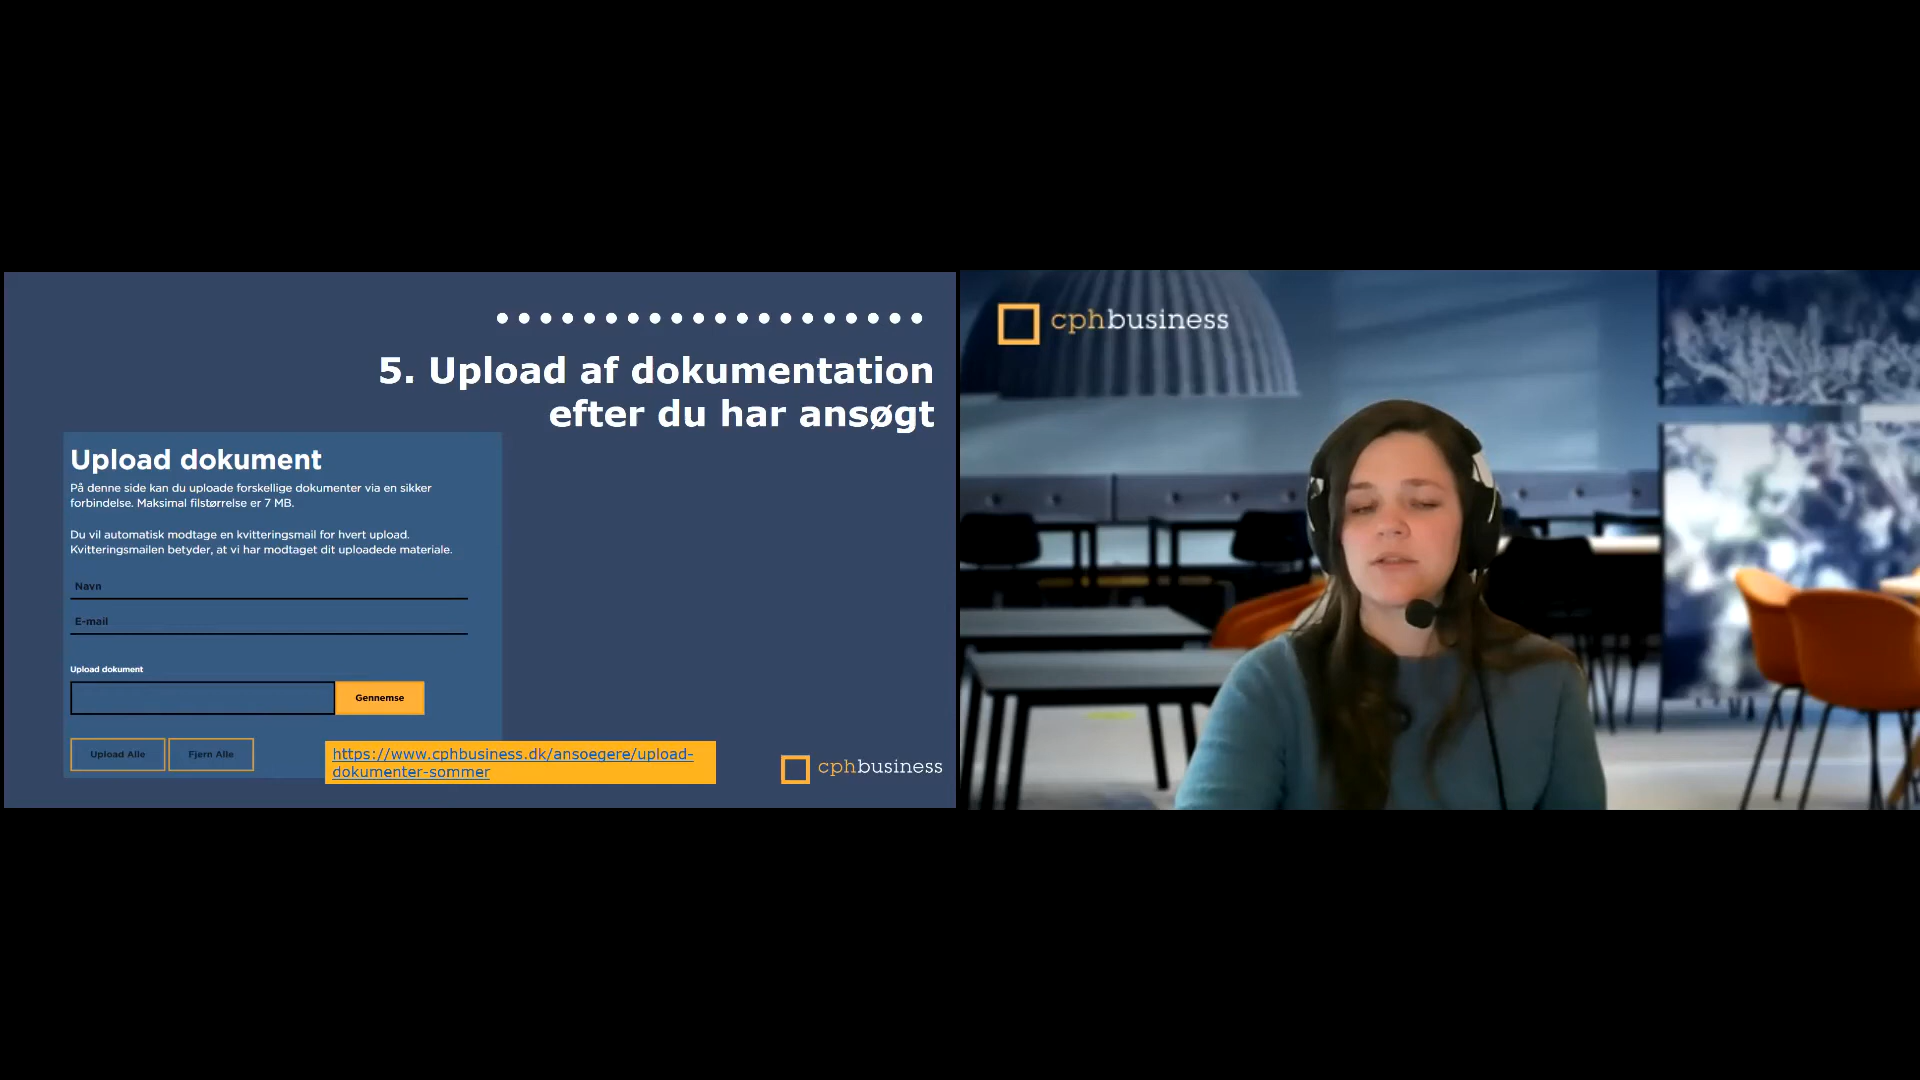 5. Upload af dokumentation
efter du har ansøgt
Upload dokument
På denne side kan du uploade forskellige dokumenter via en sikker
forbindelse. Maksimal filstørrelse er 7 MB.
Du vil automatisk modtage en kvitteringsmail for hvert upload.
Kvitteringsmailen betyder, at vi har modtaget dit uploadede materiale.
Navn
E-mail
Upload dokument
Gennemse
Upload Alle
Fjern Alle
https://www.cphbusiness.dk/ansoegere/upload-
dokumenter-sommer
cphbusiness
cphbusiness